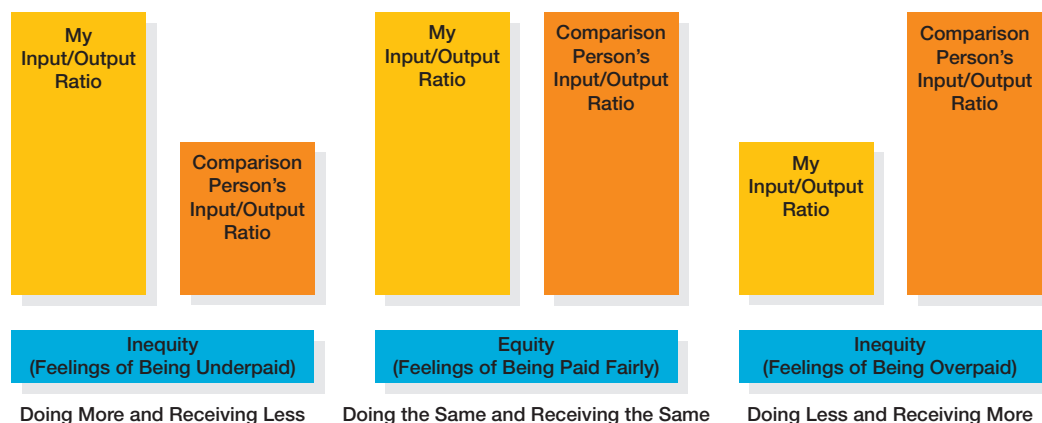 My
Input/Output
Ratio
Comparison
Person's
Input/Output
Ratio
Inequity
(Feelings of Being Underpaid)
Doing More and Receiving Less
My
Input/Output
Ratio
Comparison
Person's
Input/Output
Ratio
Equity
(Feelings of Being Paid Fairly)
Doing the Same and Receiving the Same
My
Input/Output
Ratio
Comparison
Person's
Input/Output
Ratio
Inequity
(Feelings of Being Overpaid)
Doing Less and Receiving More